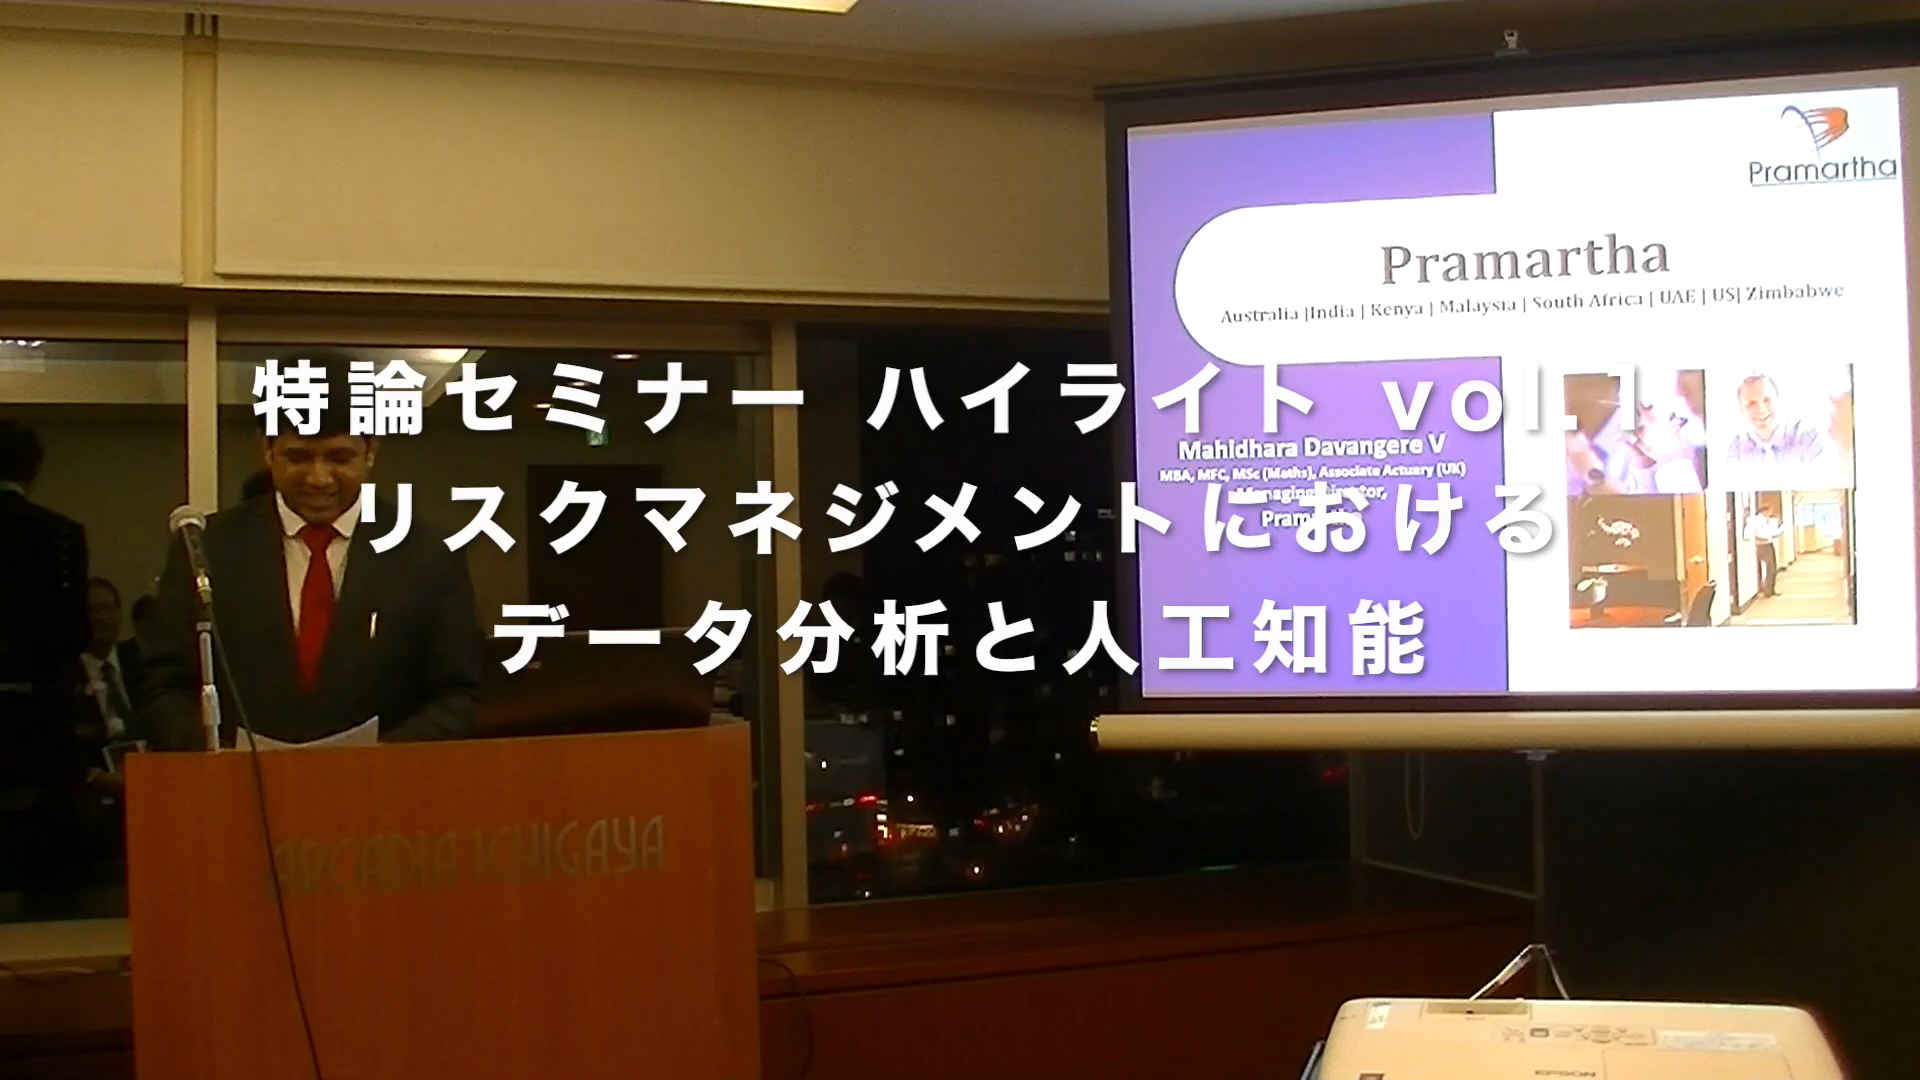 Pramartha
Pramartha
Australia |India | Kenya | Malaysia | South Africa | UAE | US| Zimbabwe
特論セミナー ハイライト vol.1
Mahidhara Davangere V
MBA, MFC, MSc (Maths), Associate Actuary (UK)
Managing Director,
リスクマネジメントにおける
Pramartha
データ分析と人工知能
ARCADIA ICHIGAYA
EPSON